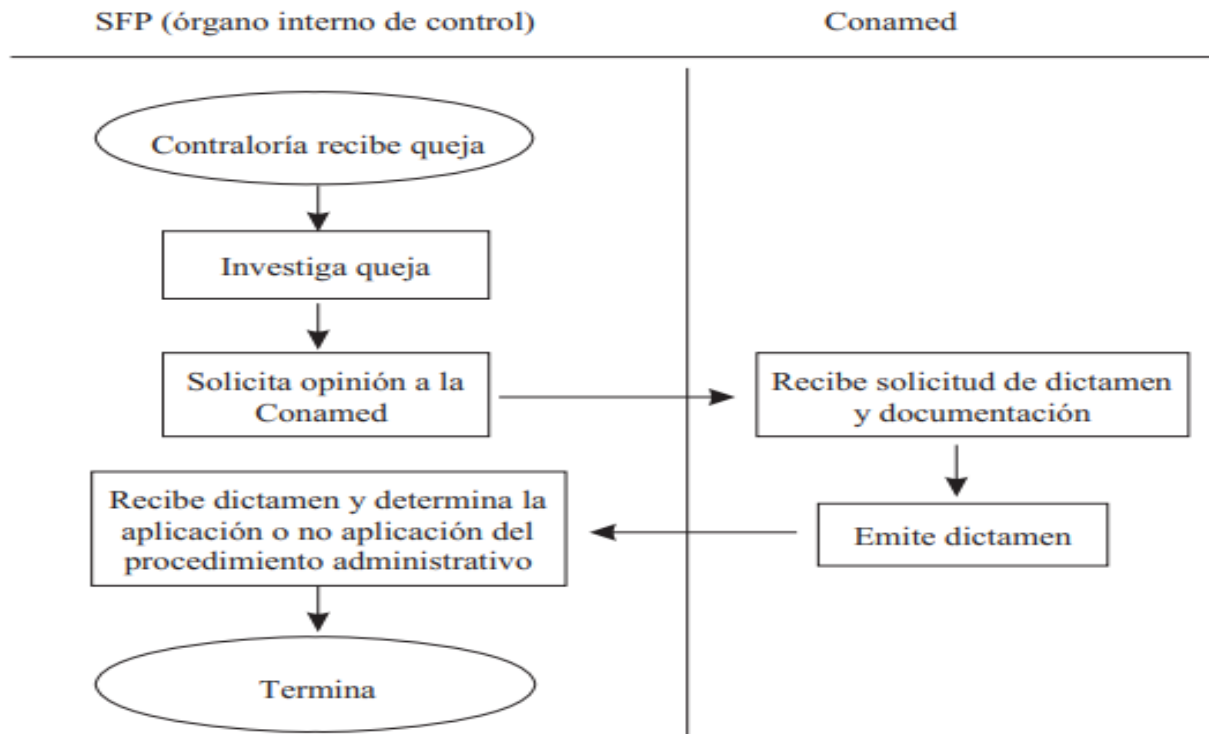 SFP (órgano interno de control)
Conamed
Contraloría recibe queja
Investiga queja
Solicita opinión a la
Conamed
Recibe solicitud de dictamen
y documentación
Emite dictamen
Recibe dictamen y determina la
aplicación o no aplicación del
procedimiento administrativo
Termina